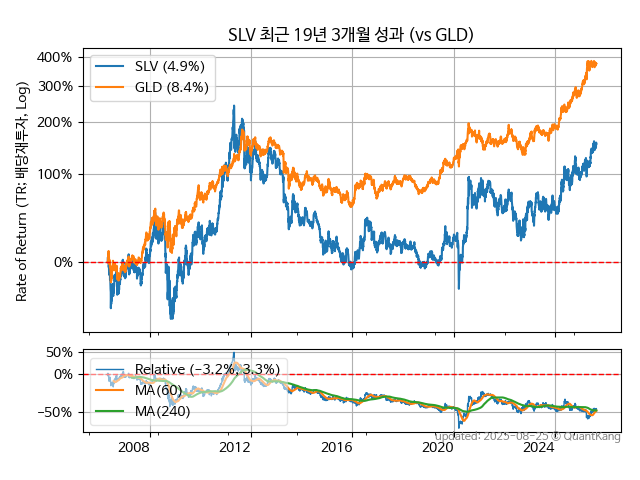 SLV 최근 19년 3개월 성과 (vs GLD)
Rate of Return (TR: 배당재투자, Log)
400%
300%
200%
100%
0%
SLV (4.9%)
GLD (8.4%)
50%
0%
−50%
Relative (−3.2%, −3.3%)
MA(60)
MA(240)
2008
2012
2016
2020
2024
updated: 2025-08-25 © QuantKang